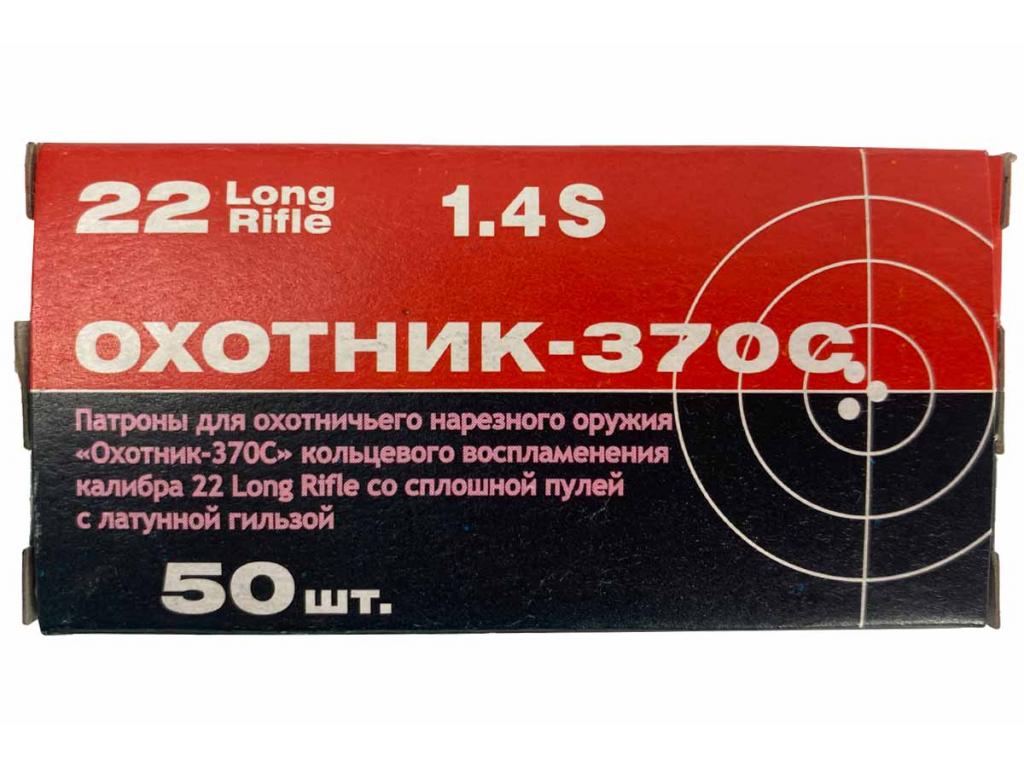 22 Long Rifle 1.4S
ОХОТНИК-370С
Патроны для охотничьего нарезного оружия
«Охотник-370С» кольцевого воспламенения
калибра 22 Long Rifle со сплошной пулей
с латунной гильзой
50 шт.